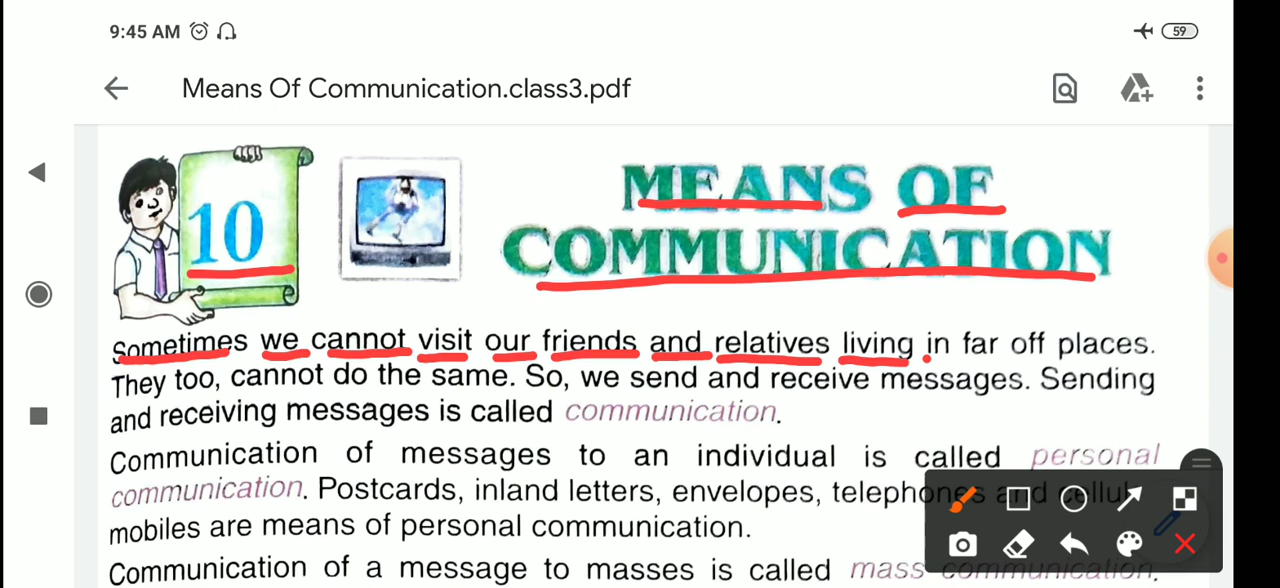 9:45 AM
59
Means Of Communication.class3.pdf
10
MEANS OF
COMMUNICATION
Sometimes we cannot visit our friends and relatives living in far off places.
They too, cannot do the same. So, we send and receive messages. Sending
and receiving messages is called communication.
Communication of messages to an individual is called personal
communication. Postcards, inland letters, envelopes, telephones and
mobiles are means of personal communication.
Communication of a message to masses is called mass communication.